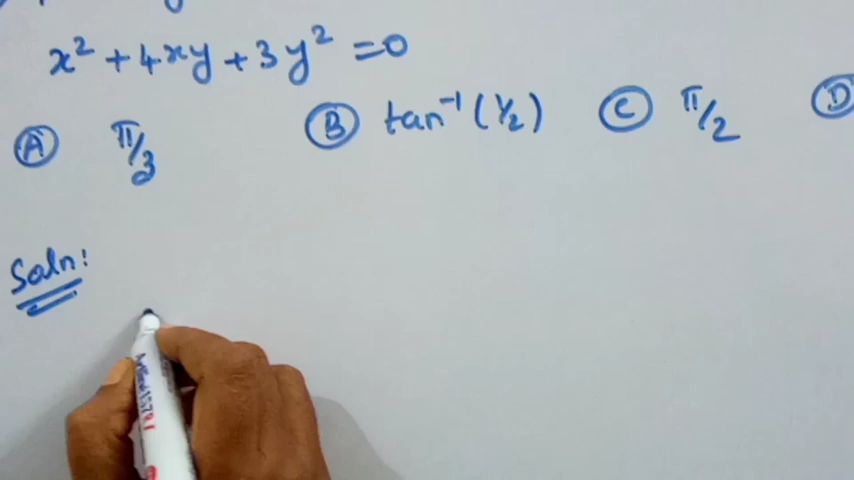 x² + 4xy + 3y² = 0
Ⓐ π/3 Ⓑ tan⁻¹(1/2) Ⓒ π/2 Ⓓ
Soln: